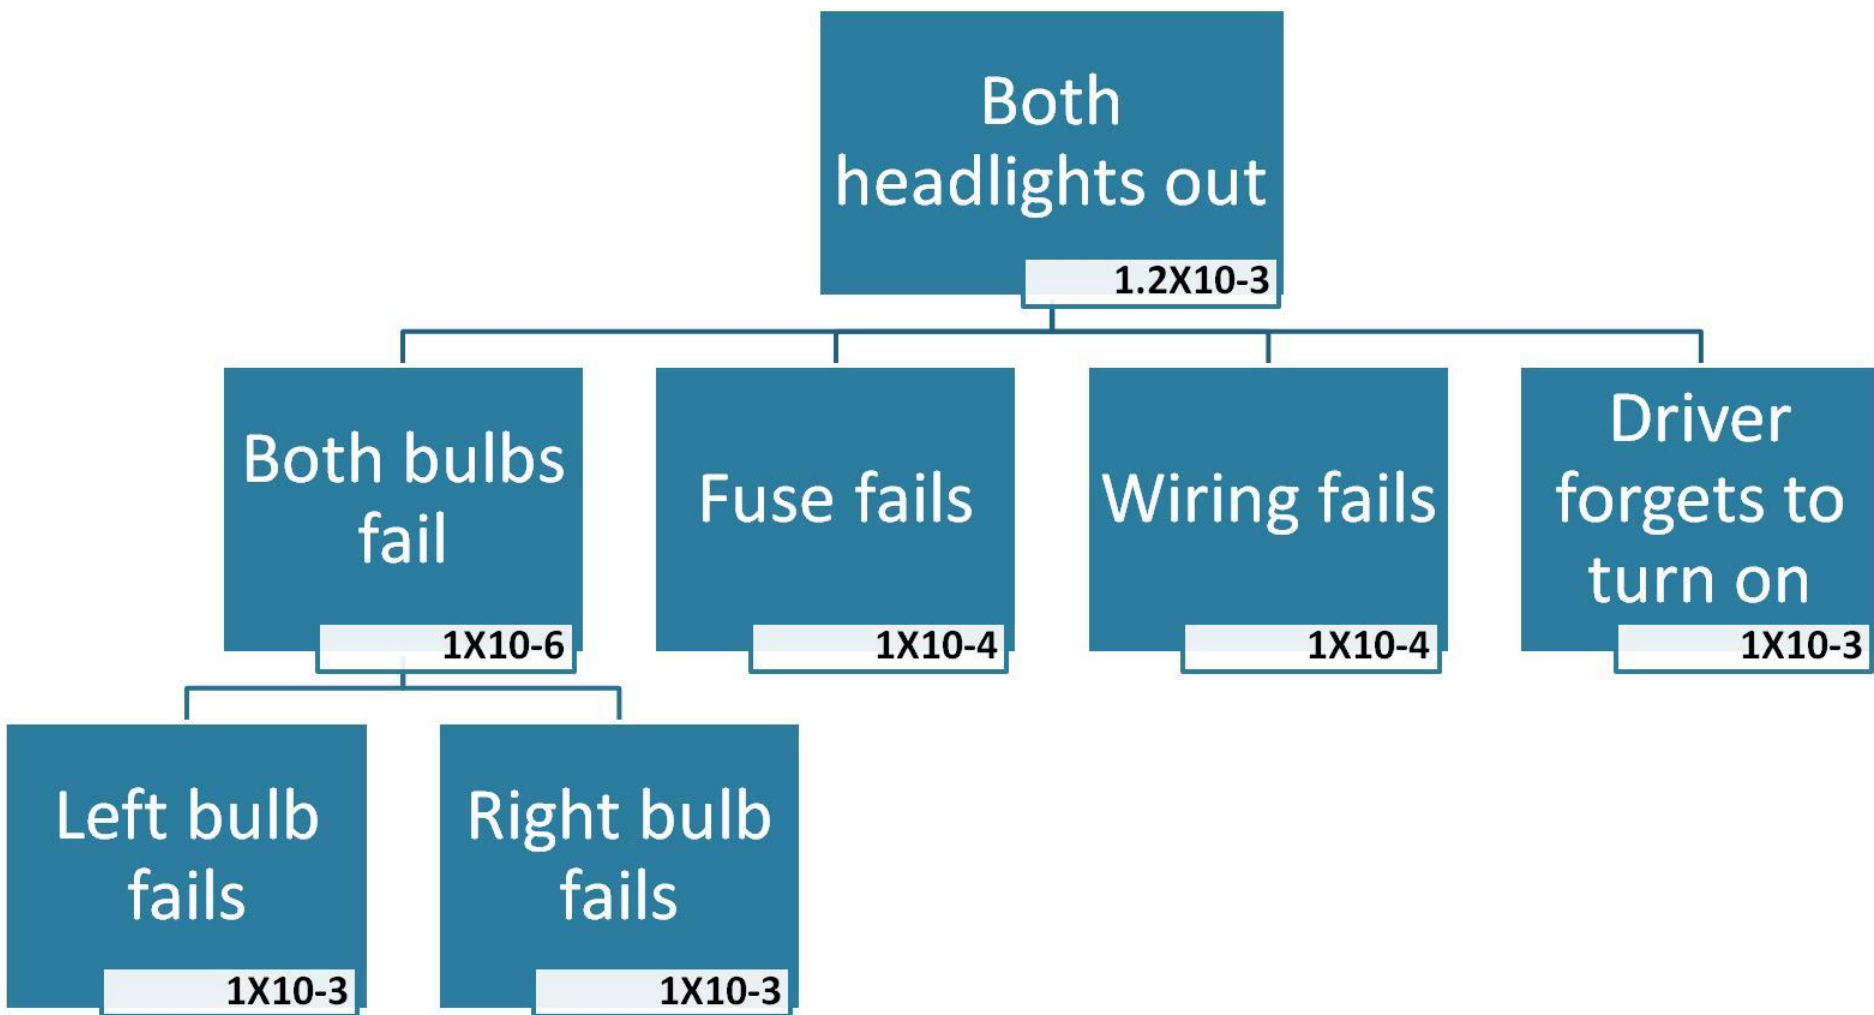 Both
headlights out
1.2X10-3
Both bulbs
fail
1X10-6
Fuse fails
1X10-4
Wiring fails
1X10-4
Driver
forgets to
turn on
1X10-3
Left bulb
fails
1X10-3
Right bulb
fails
1X10-3